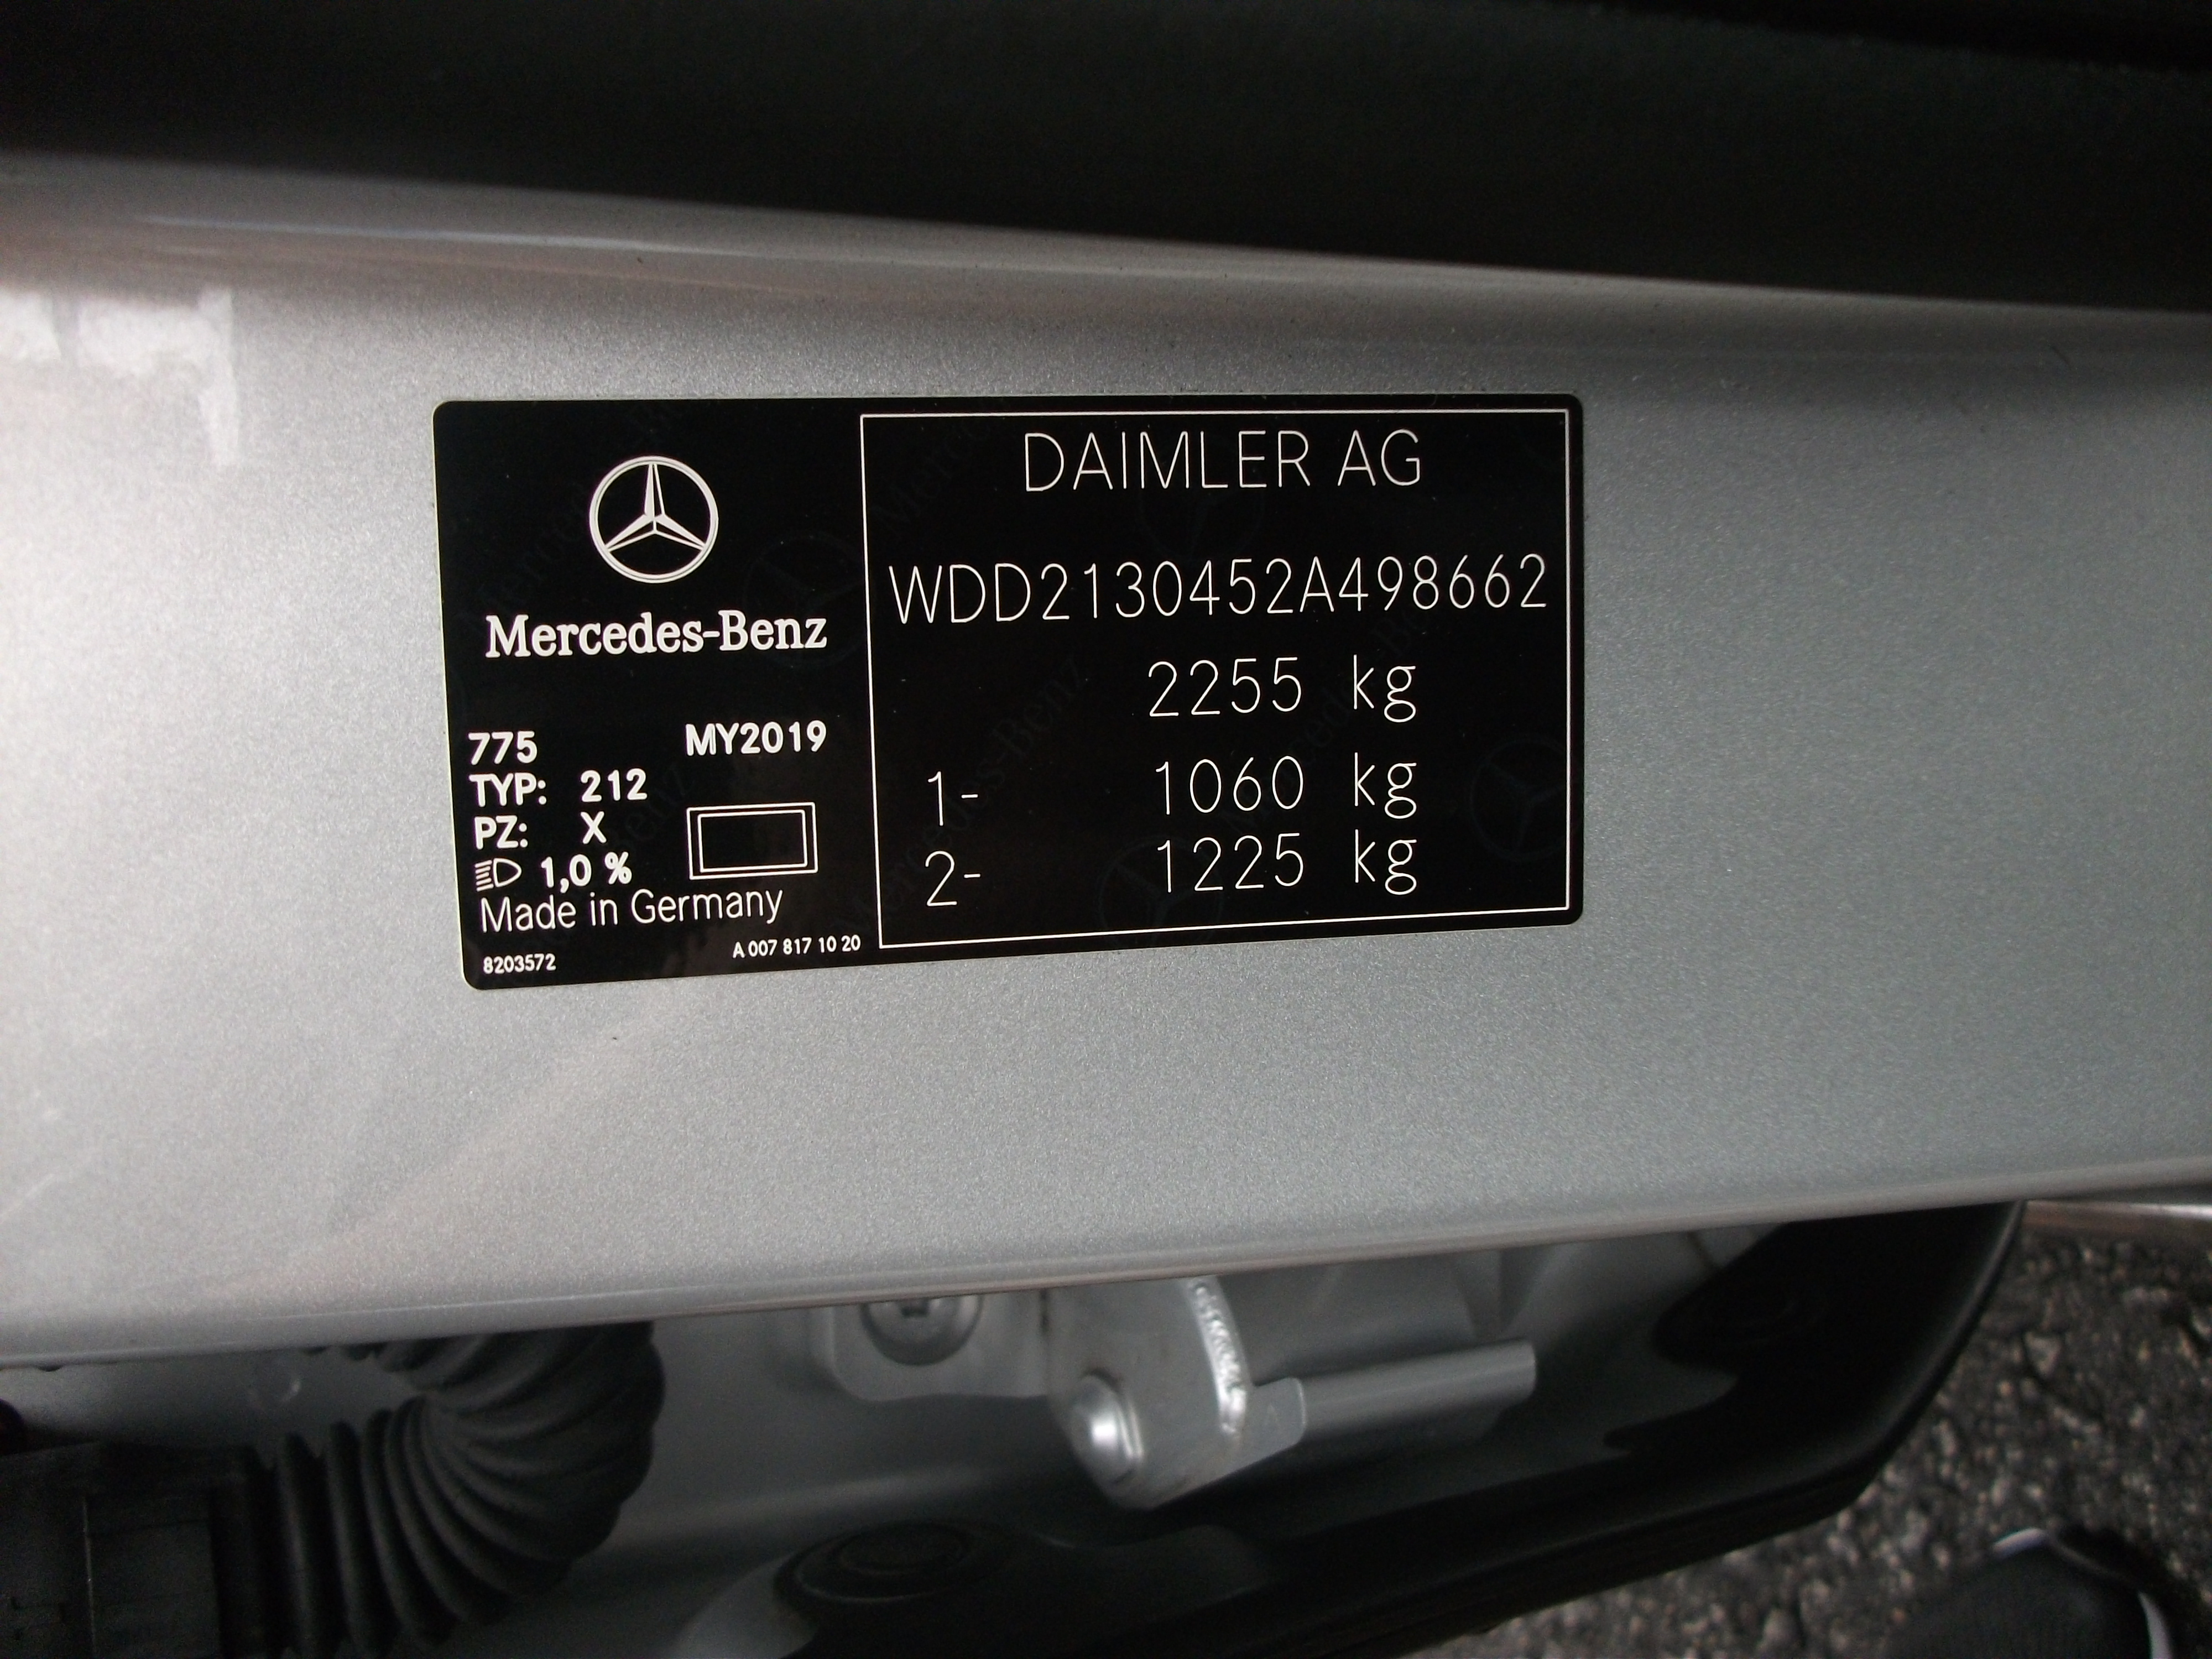 Mercedes-Benz
775 MY2019
TYP: 212
PZ: X
1,0 %
Made in Germany
8203572 A 007 817 10 20
DAIMLER AG
WDD2130452A498662
2255 kg
1- 1060 kg
2- 1225 kg